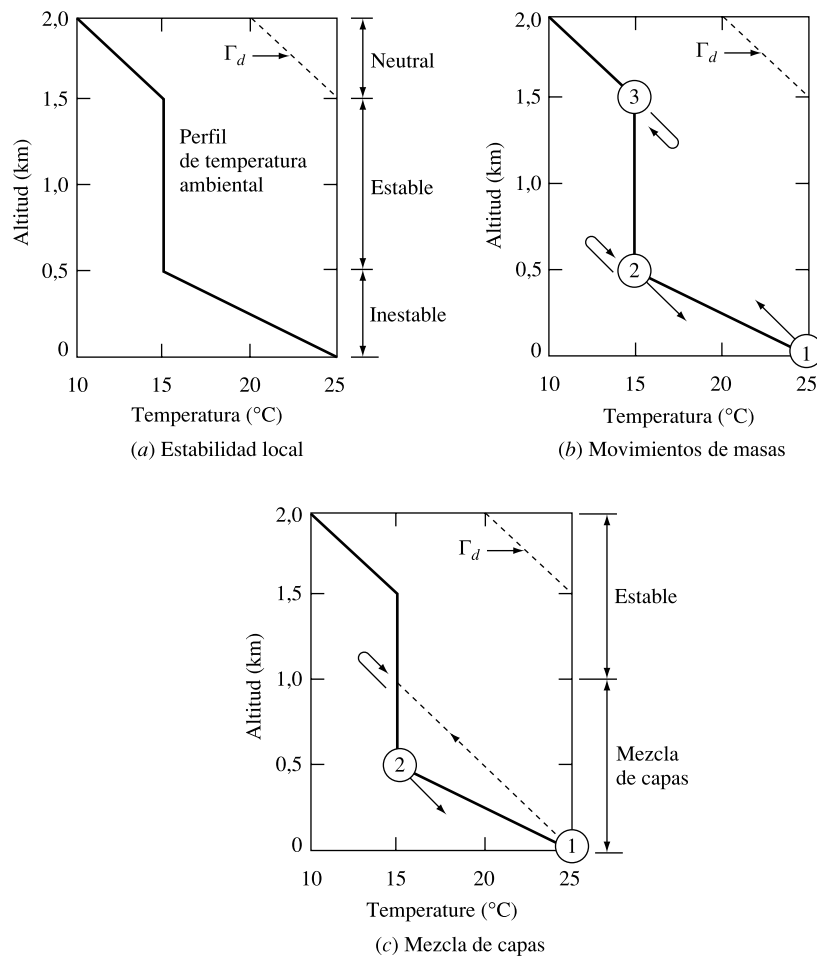 2,0
1,5
1,0
0,5
0
Altitud (km)
Γd
Perfil
de temperatura
ambiental
Neutral
Estable
Inestable
10
15
20
25
Temperatura (°C)
(a) Estabilidad local
2,0
1,5
1,0
0,5
0
Altitud (km)
Γd
3
2
1
10
15
20
25
Temperatura (°C)
(b) Movimientos de masas
2,0
1,5
1,0
0,5
0
Altitud (km)
Γd
2
1
Estable
Mezcla
de capas
10
15
20
25
Temperature (°C)
(c) Mezcla de capas